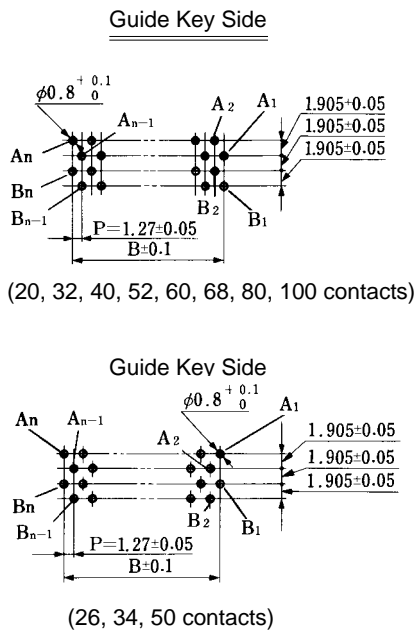 Guide Key Side
φ0.8 + 0.1 0
An-1
A2
A1
1.905±0.05
1.905±0.05
1.905±0.05
An
Bn
Bn-1
B2
B1
P=1.27±0.05
B±0.1
(20, 32, 40, 52, 60, 68, 80, 100 contacts)
Guide Key Side
φ0.8 + 0.1 0
A1
An
An-1
A2
1.905±0.05
1.905±0.05
1.905±0.05
Bn
Bn-1
B2
B1
P=1.27±0.05
B±0.1
(26, 34, 50 contacts)